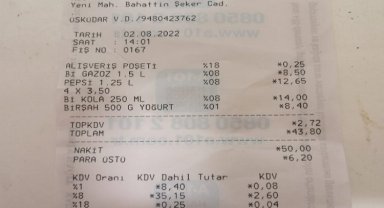 Yeni Mah. Bahattin Şeker Cad.
ÜSKÜDAR V.D./9480423762
TARİH : 02.08.2022
SAAT : 14:01
FİŞ NO : 0167
ALIŞVERİŞ POŞETİ %18 *0,25
Bİ GAZOZ 1.5 L %08 *8,50
PEPSİ 1.25 L %08 *12,65
4 X 3.50
Bİ KOLA 250 ML %08 *14,00
BİRŞAH 500 G YOĞURT %01 *8,40
TOPKDV *2,72
TOPLAM *43,80
NAKİT *50,00
PARA ÜSTÜ *6,20
KDV Oranı KDV Dahil Tutar KDV
%1 *8,40 *0,08
%8 *35,15 *2,60
%18 *0,25 *0,04